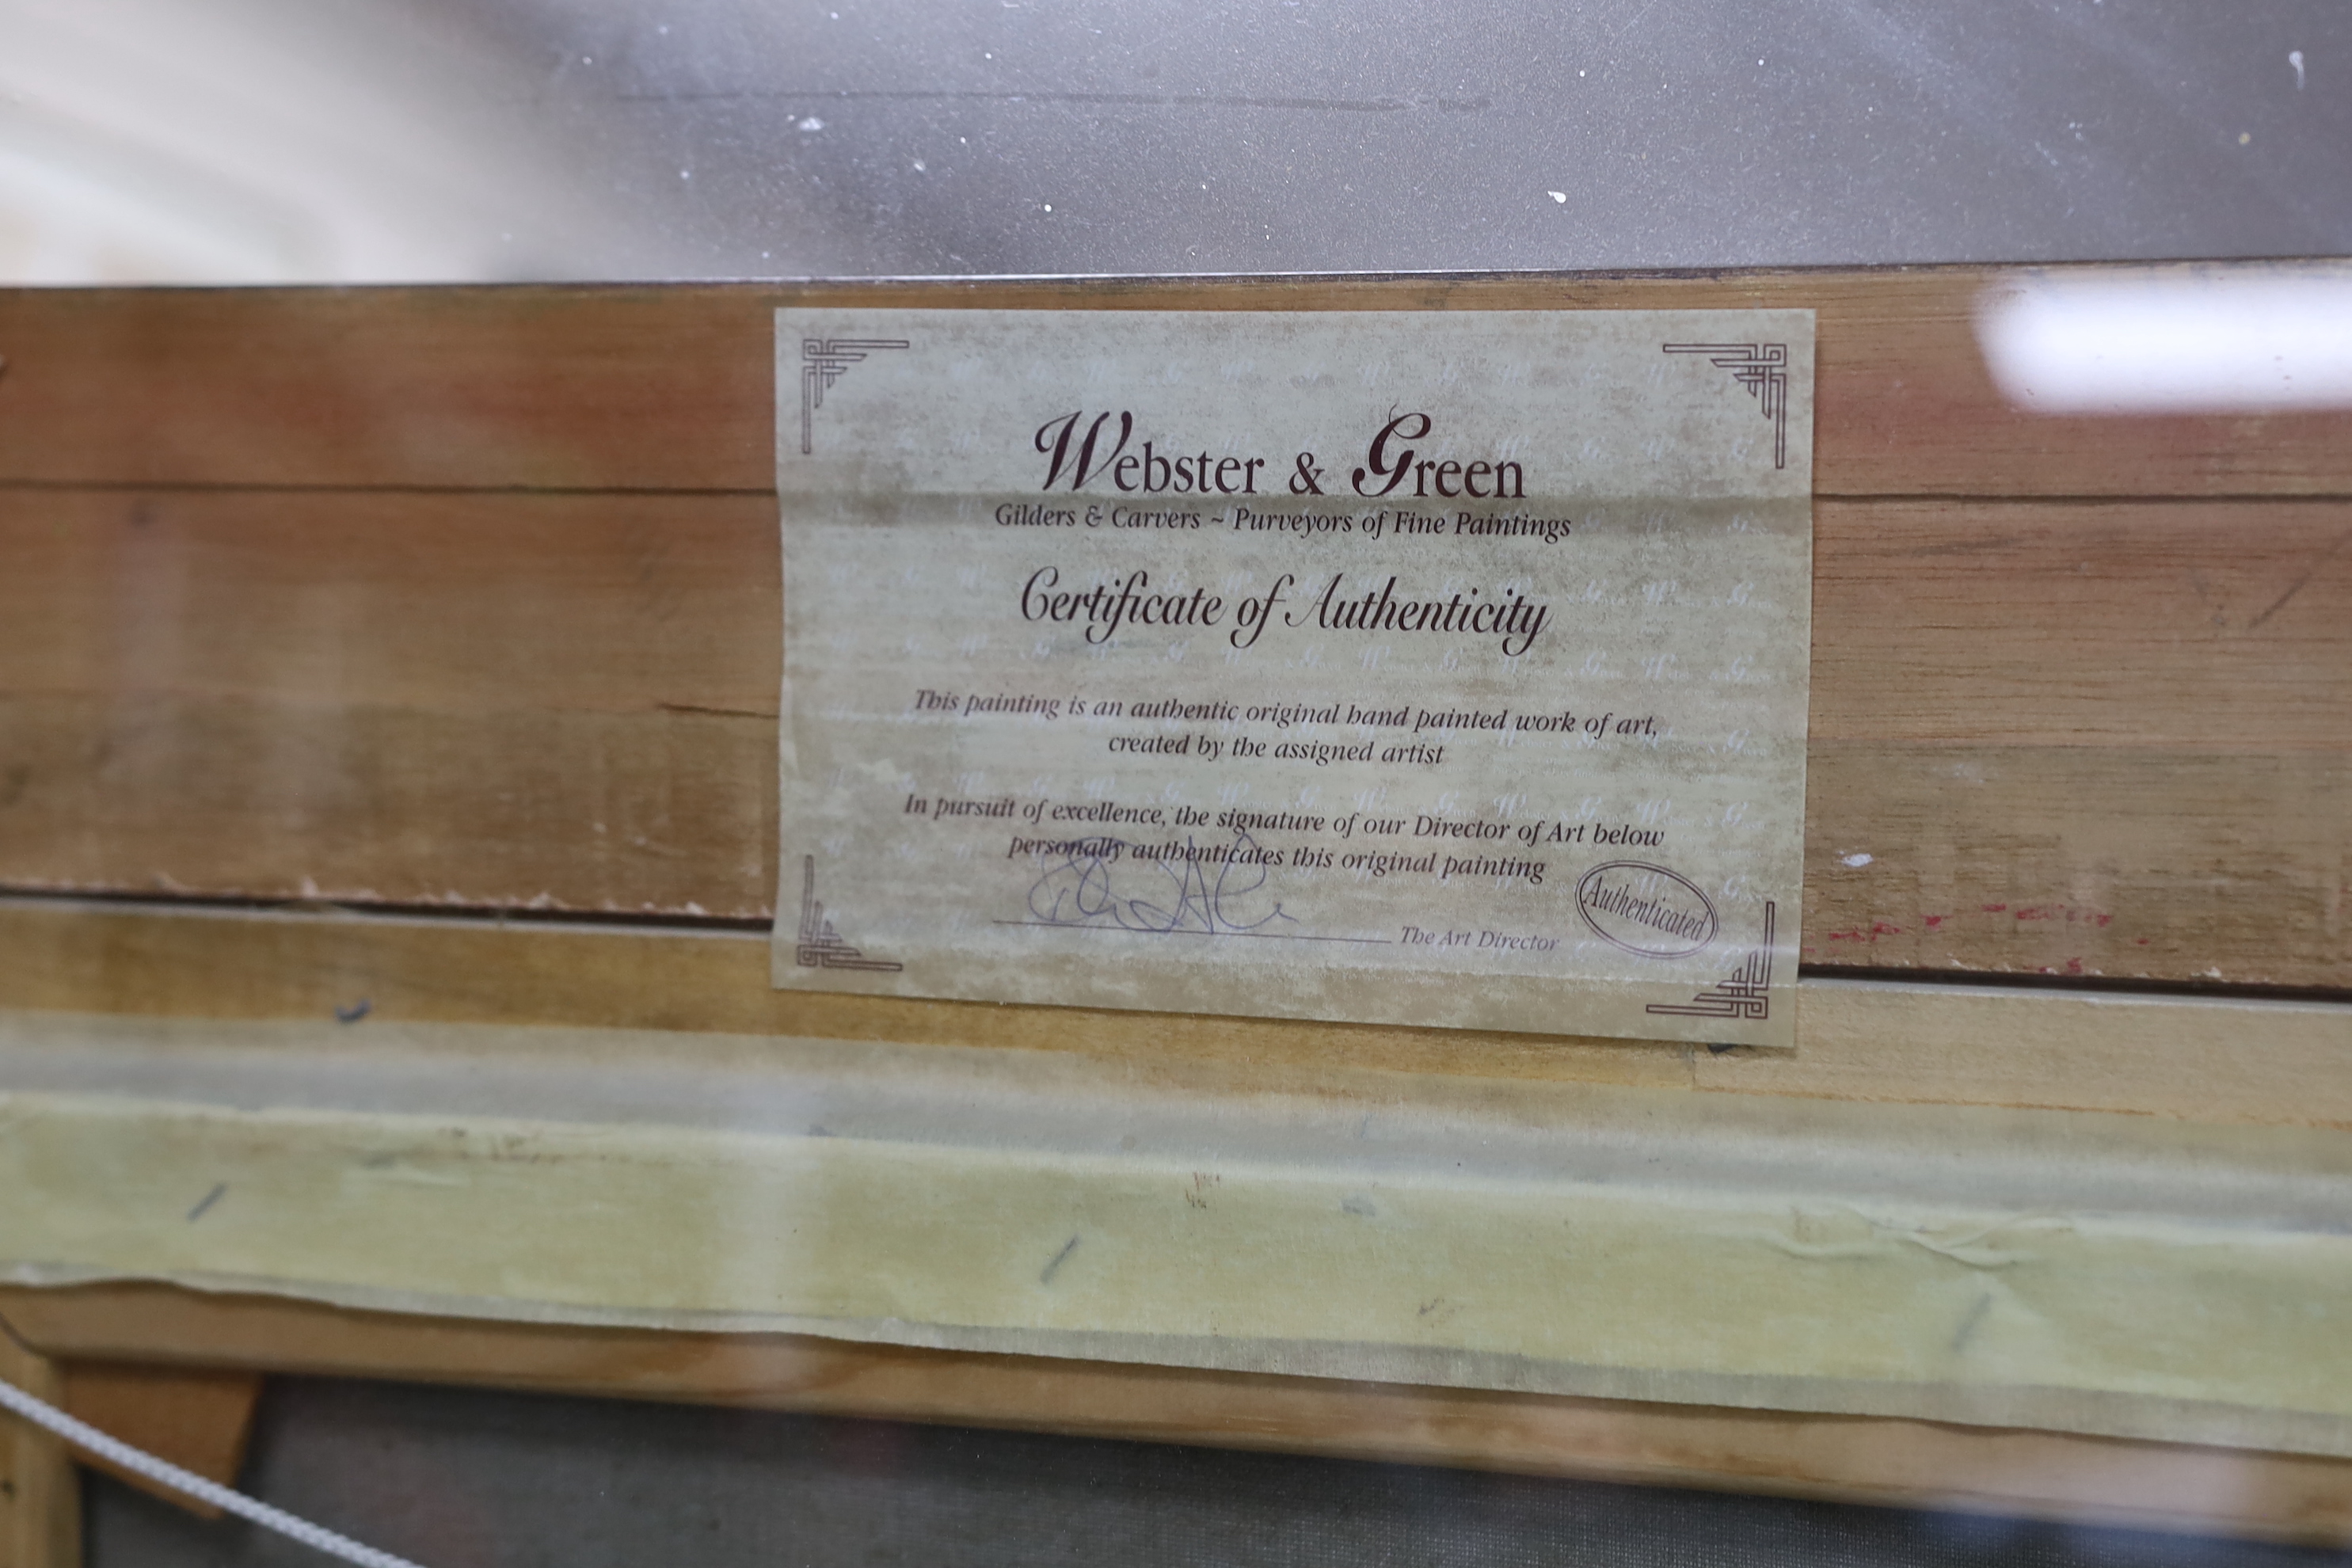 Webster & Green
Gilders & Carvers ~ Purveyors of Fine Paintings
Certificate of Authenticity
This painting is an authentic original hand painted work of art,
created by the assigned artist
In pursuit of excellence, the signature of our Director of Art below
personally authenticates this original painting
The Art Director
Authenticated